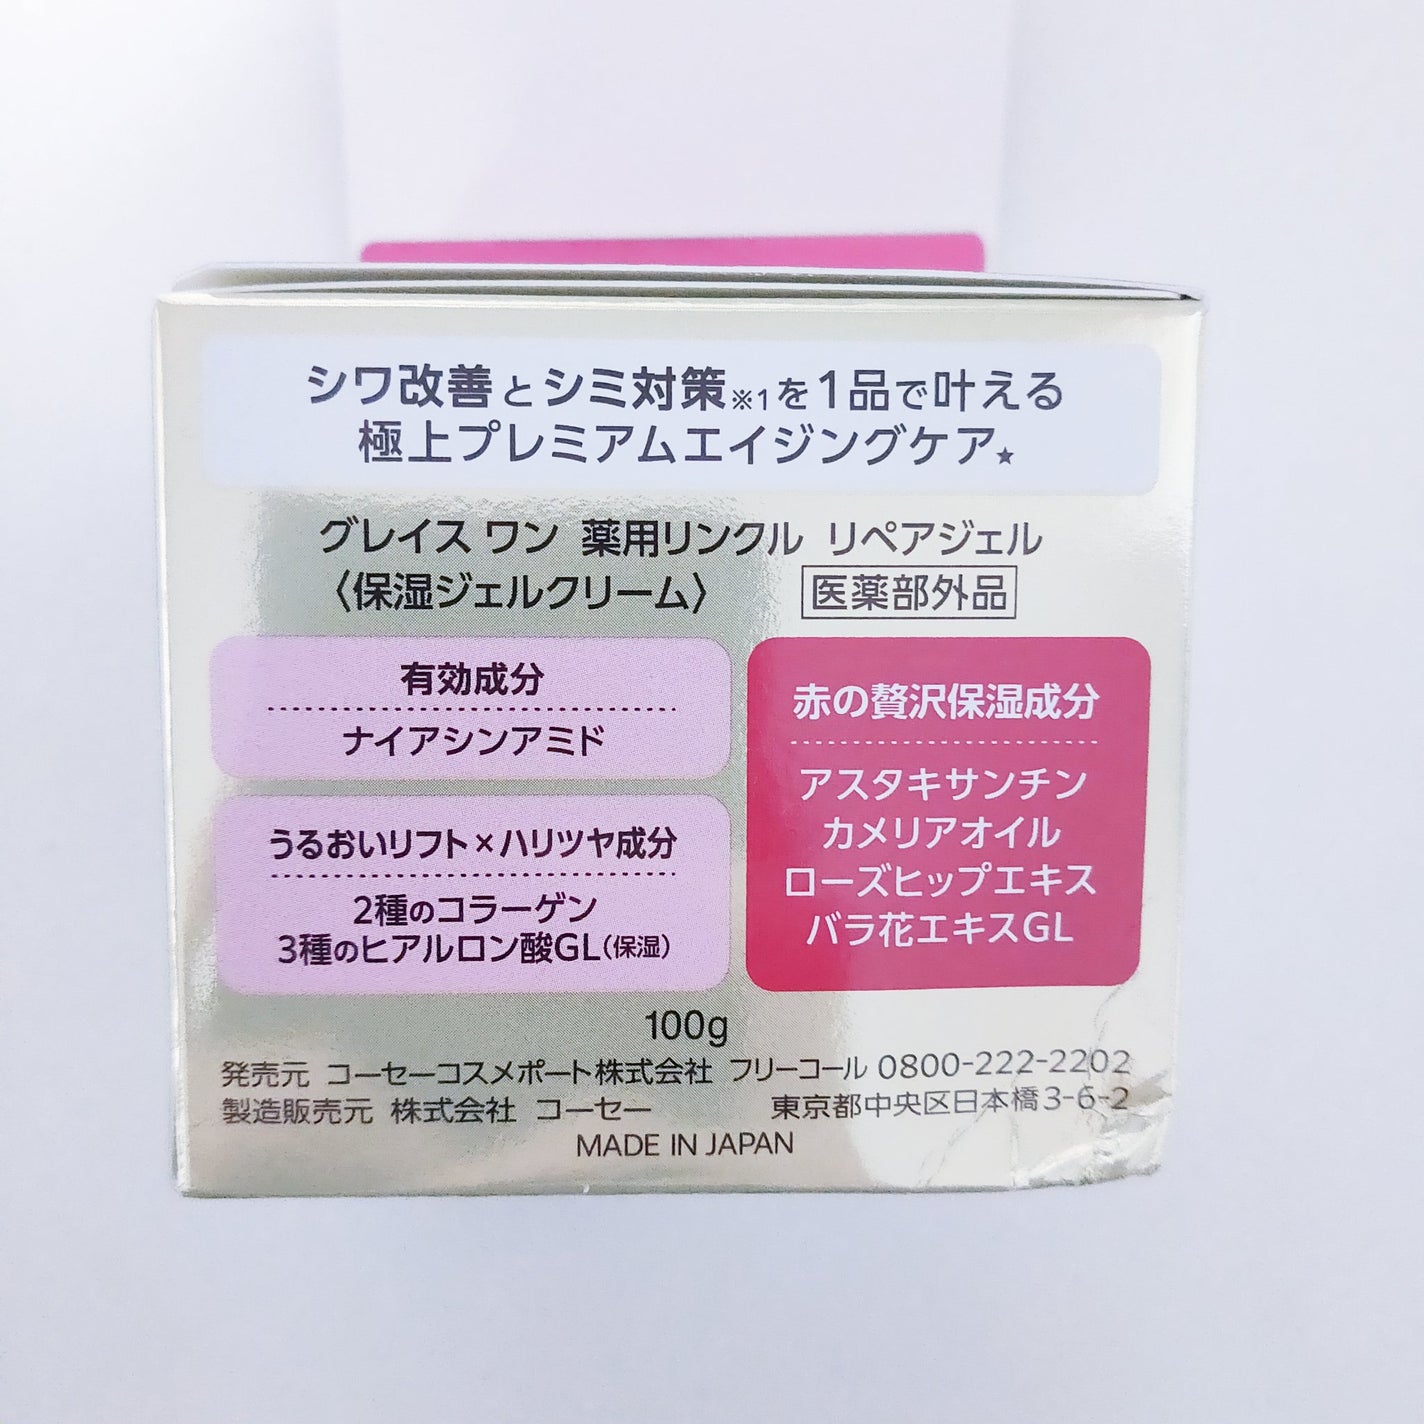 シワ改善とシミ対策※1を1品で叶える
極上プレミアムエイジングケア★
グレイス ワン 薬用リンクル リペアジェル
〈保湿ジェルクリーム〉 医薬部外品
有効成分
ナイアシンアミド
うるおいリフト×ハリツヤ成分
2種のコラーゲン
3種のヒアルロン酸GL(保湿)
赤の贅沢保湿成分
アスタキサンチン
カメリアオイル
ローズヒップエキス
バラ花エキスGL
100g
発売元 コーセーコスメポート株式会社 フリーコール 0800-222-2202
製造販売元 株式会社 コーセー 東京都中央区日本橋3-6-2
MADE IN JAPAN